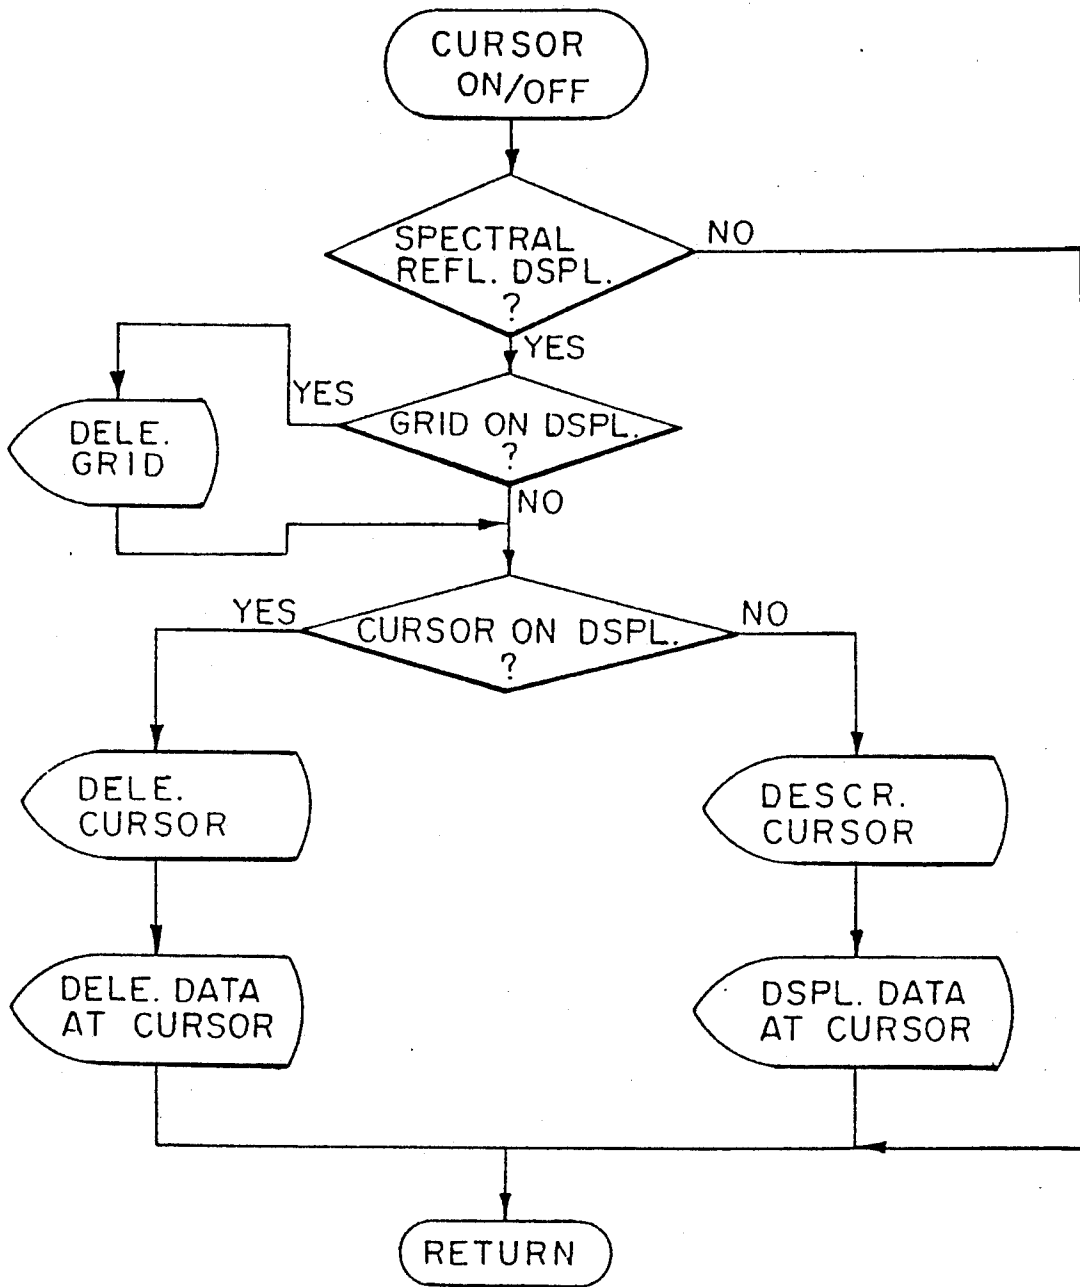 CURSOR
ON/OFF
SPECTRAL
REFL. DSPL.
?
NO
YES
YES
GRID ON DSPL.
?
DELE.
GRID
NO
YES
CURSOR ON DSPL.
?
NO
DELE.
CURSOR
DESCR.
CURSOR
DELE. DATA
AT CURSOR
DSPL. DATA
AT CURSOR
RETURN